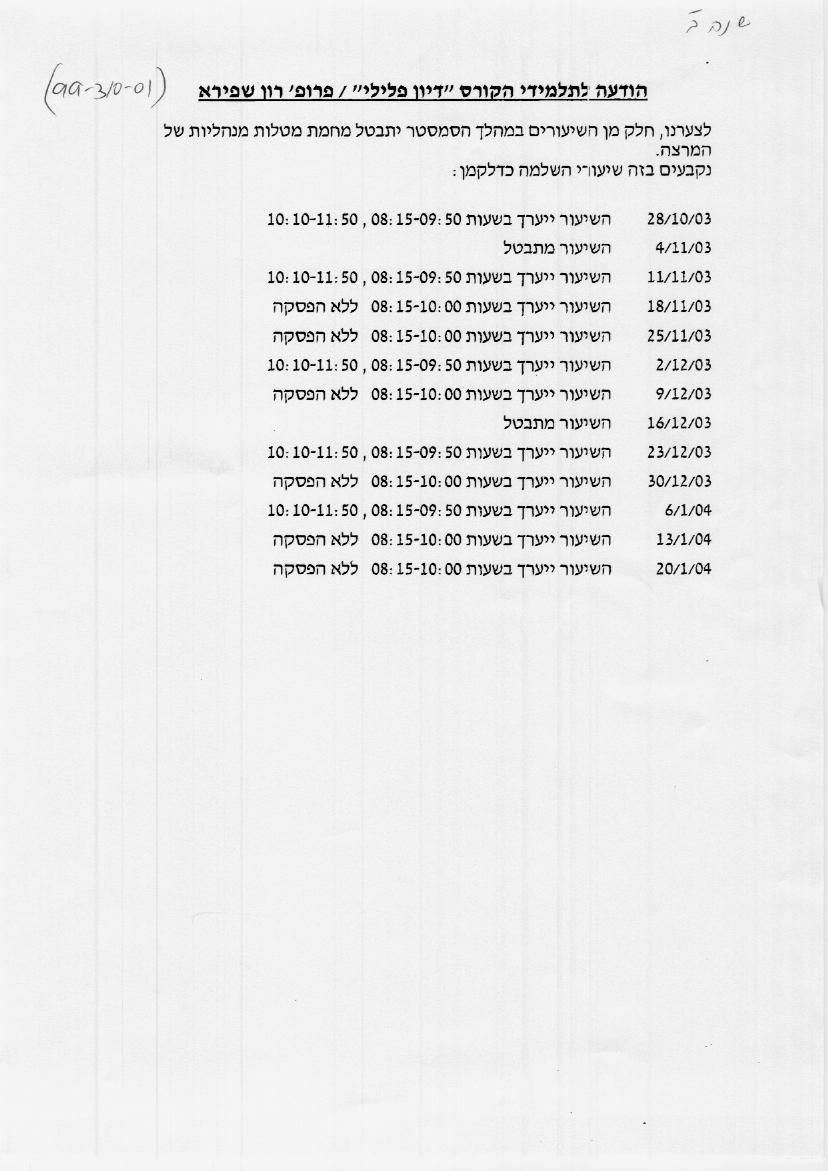 שנה ב'
(99-310-01)
הודעה לתלמידי הקורס "דיון פלילי" / פרופ' רון שפירא
לצערנו, חלק מן השיעורים במהלך הסמסטר יתבטל מחמת מטלות מנהליות של
המרצה.
נקבעים בזה שיעורי השלמה כדלקמן:
28/10/03 השיעור ייערך בשעות 08:15-09:50, 10:10-11:50
4/11/03 השיעור מתבטל
11/11/03 השיעור ייערך בשעות 08:15-09:50, 10:10-11:50
18/11/03 השיעור ייערך בשעות 08:15-10:00 ללא הפסקה
25/11/03 השיעור ייערך בשעות 08:15-10:00 ללא הפסקה
2/12/03 השיעור ייערך בשעות 08:15-09:50, 10:10-11:50
9/12/03 השיעור ייערך בשעות 08:15-10:00 ללא הפסקה
16/12/03 השיעור מתבטל
23/12/03 השיעור ייערך בשעות 08:15-09:50, 10:10-11:50
30/12/03 השיעור ייערך בשעות 08:15-10:00 ללא הפסקה
6/1/04 השיעור ייערך בשעות 08:15-09:50, 10:10-11:50
13/1/04 השיעור ייערך בשעות 08:15-10:00 ללא הפסקה
20/1/04 השיעור ייערך בשעות 08:15-10:00 ללא הפסקה